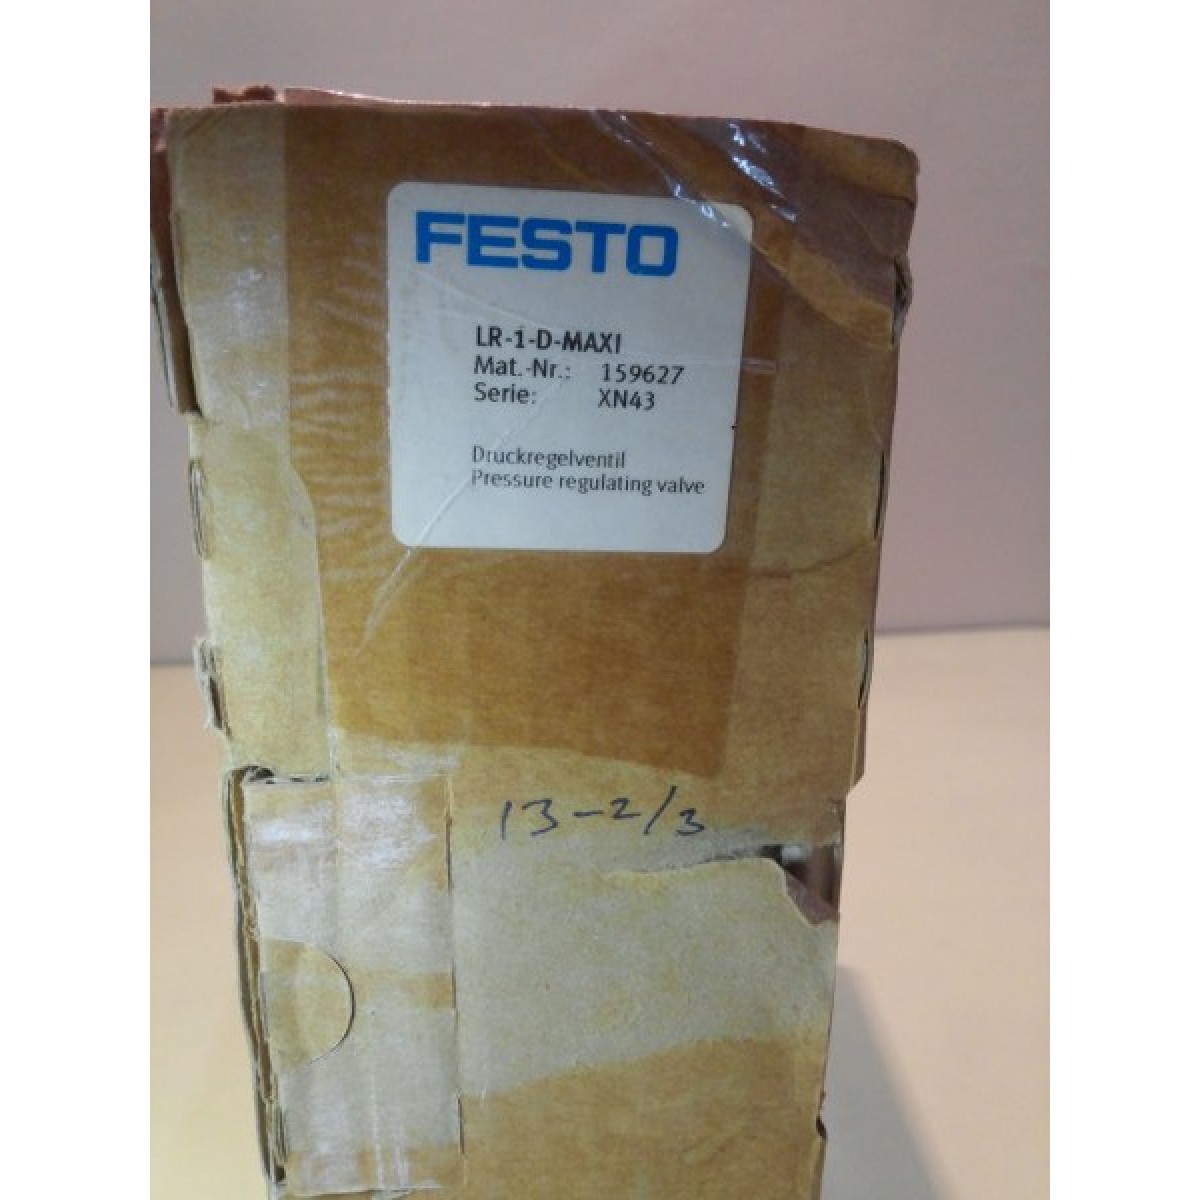 FESTO
LR-1-D-MAXI
Mat.-Nr.: 159627
Serie: XN43
Druckregelventil
Pressure regulating valve
13-2/3